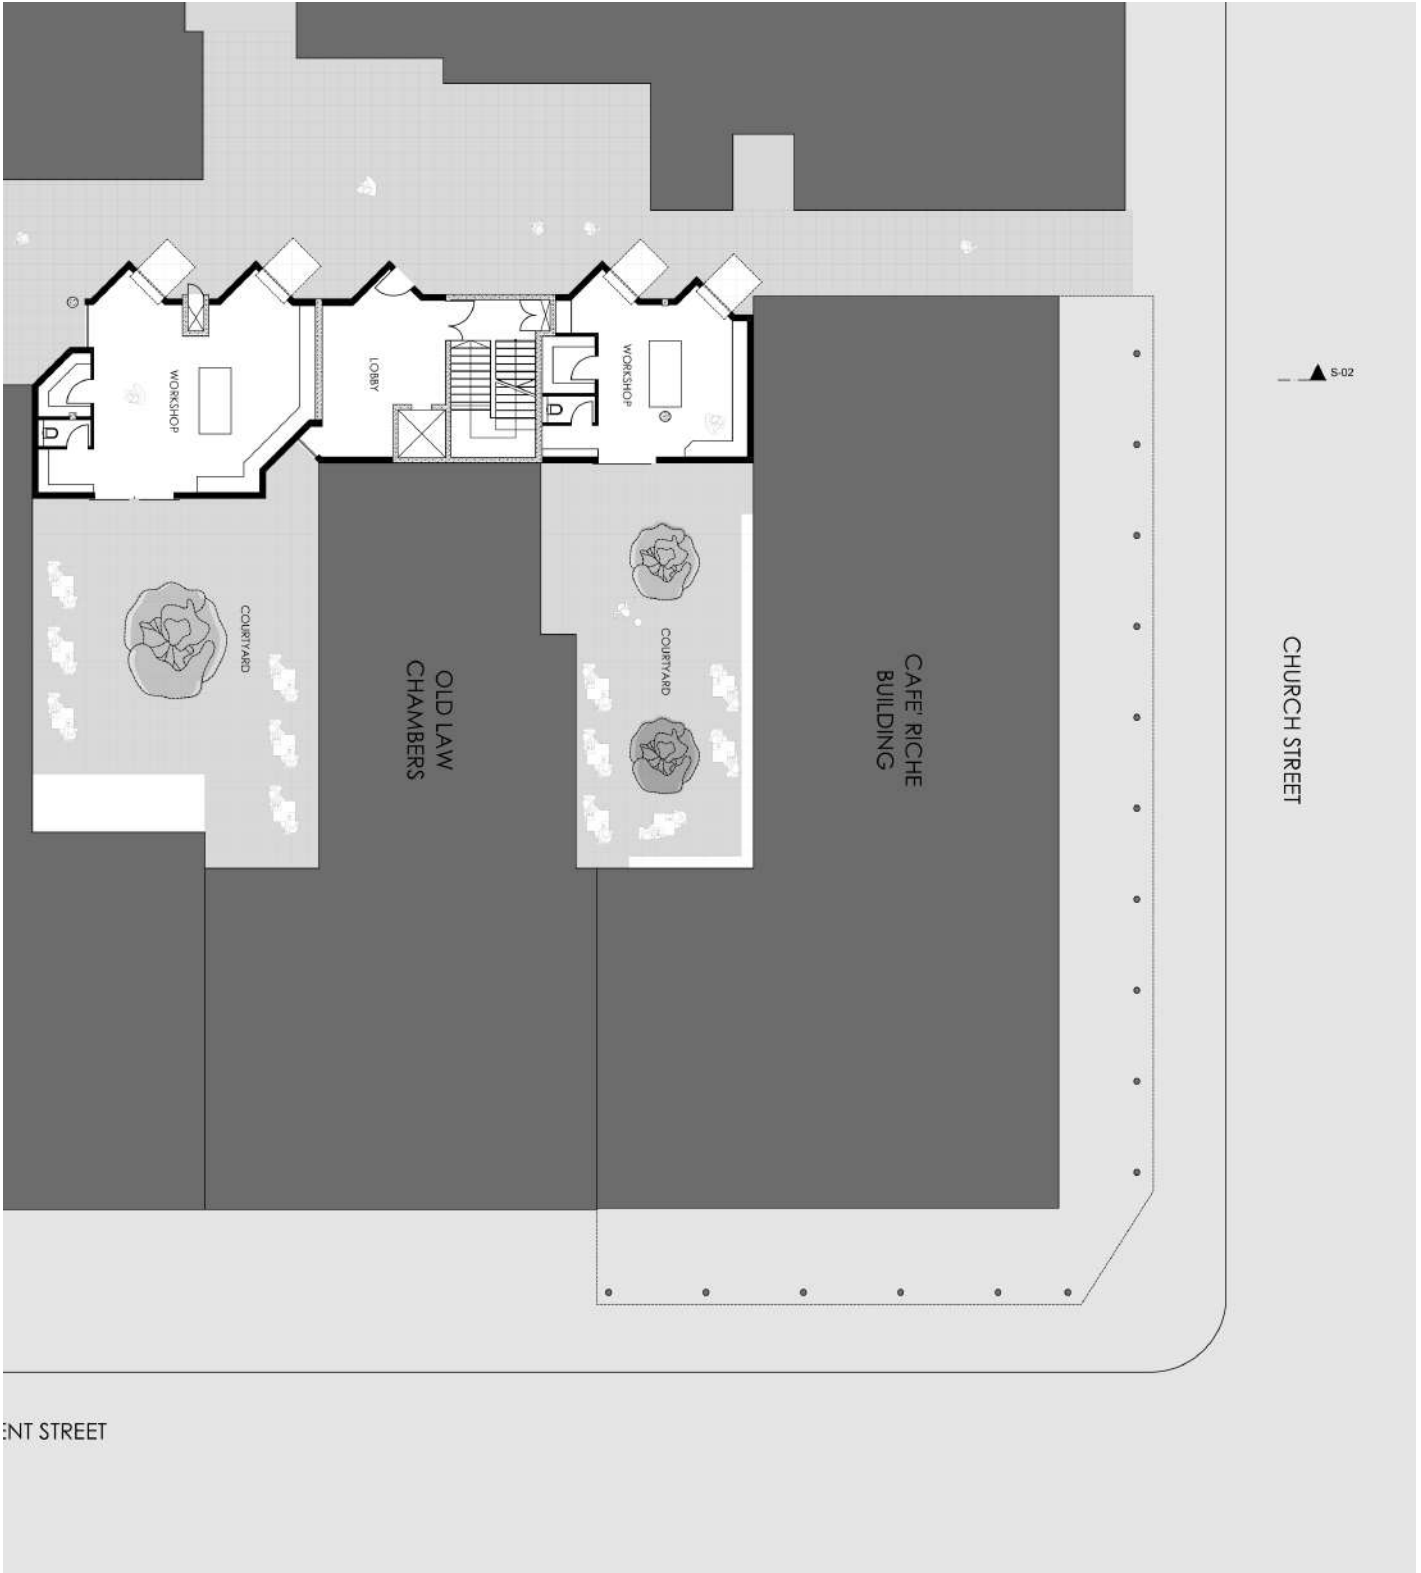 S-02
WORKSHOP
LOBBY
WORKSHOP
COURTYARD
COURTYARD
OLD LAW
CHAMBERS
CAFE' RICHE
BUILDING
CHURCH STREET
ENT STREET